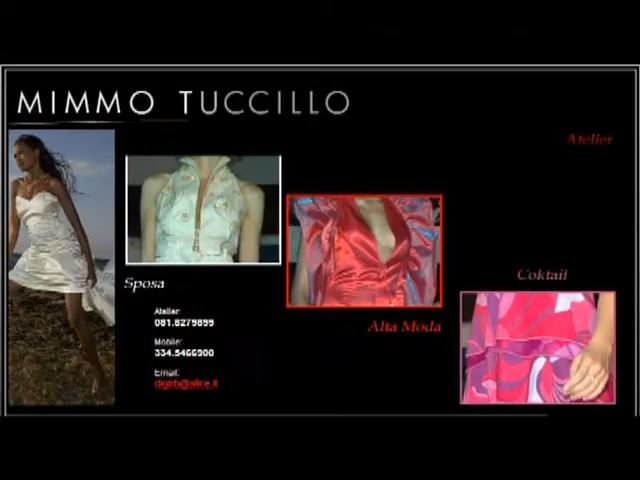 MIMMO TUCCILLO
Atelier
Sposa
Coktail
Alta Moda
Atelier:
081.8279899
Mobile:
334.5466900
Email: